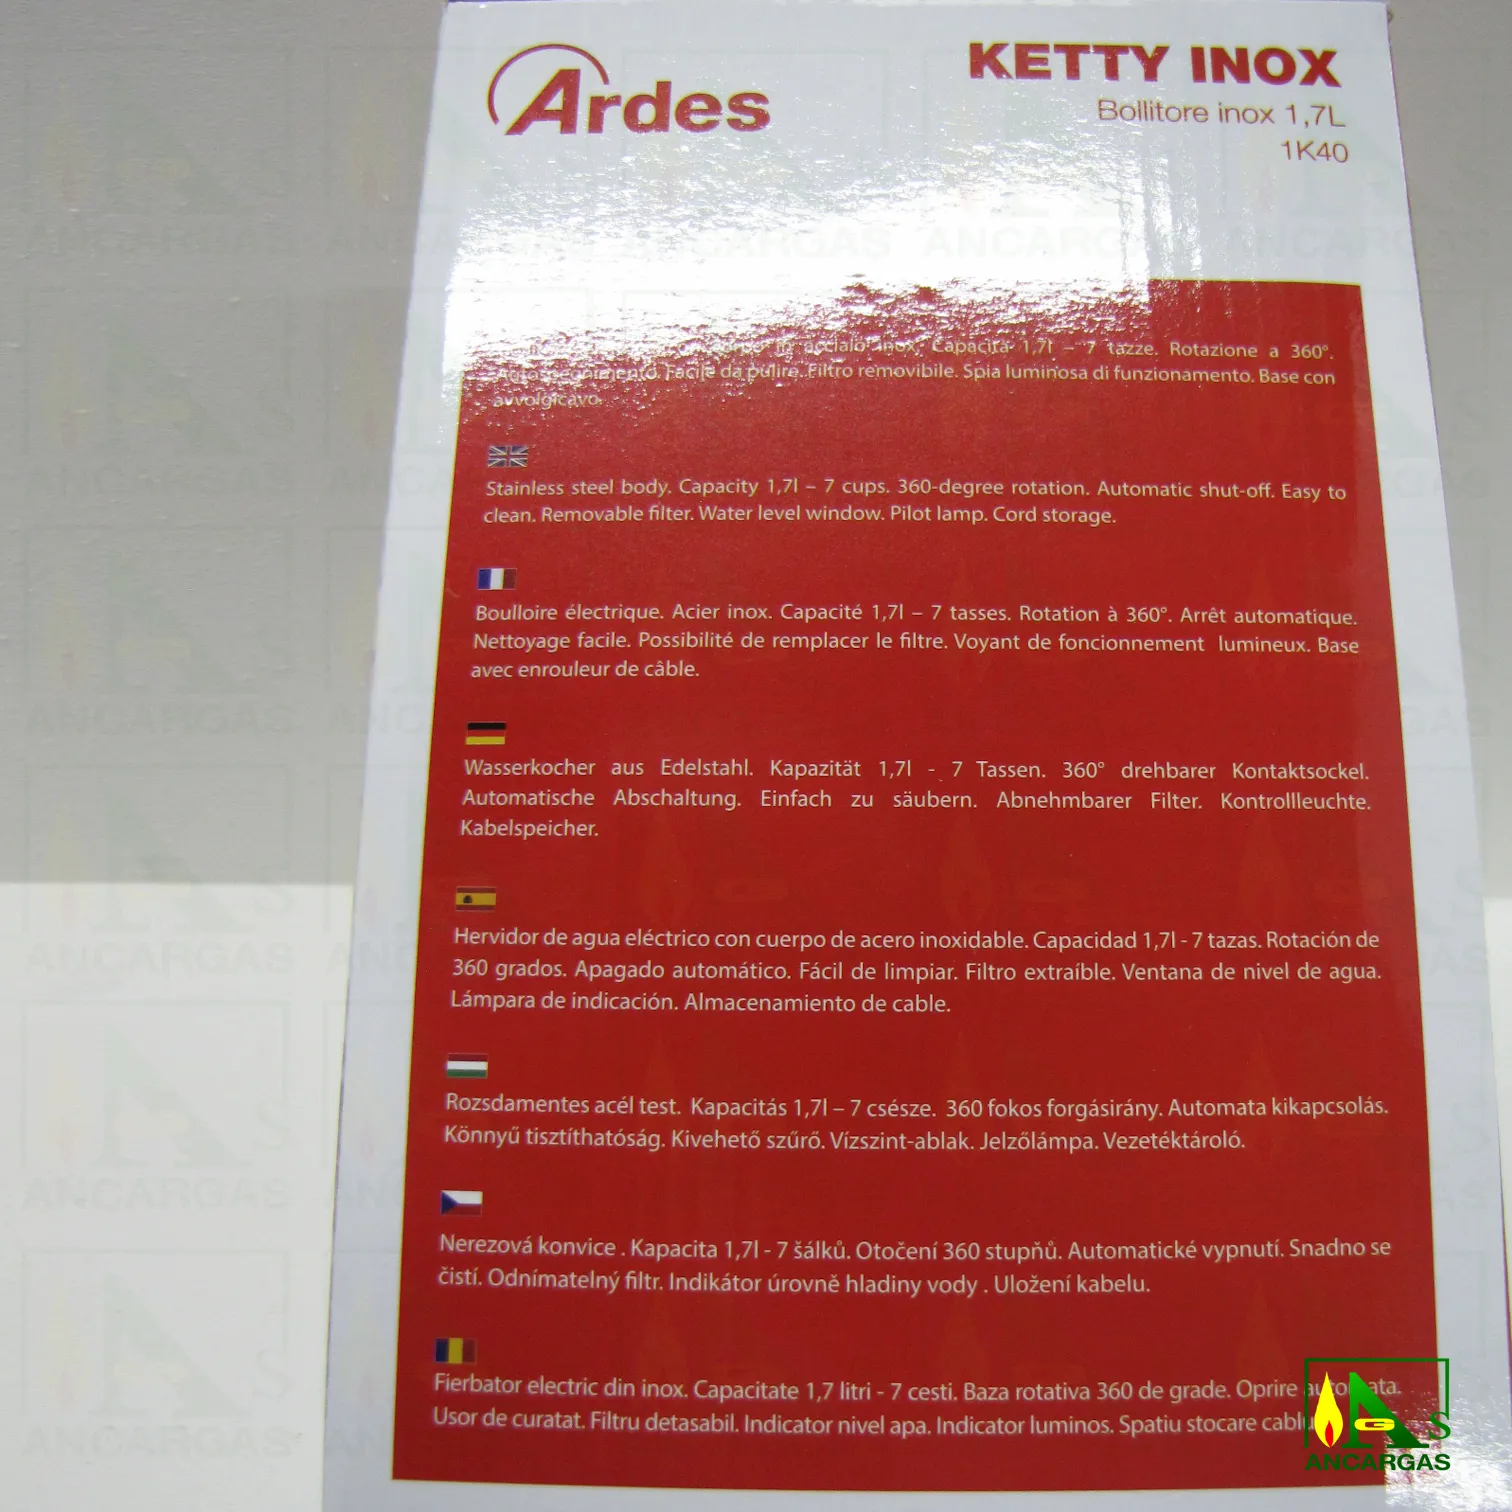 Ardes
KETTY INOX
Bollitore inox 1,7L
1K40
in acciaio inox. Capacità 1,7l – 7 tazze. Rotazione a 360°.
Autospegnimento. Facile da pulire. Filtro removibile. Spia luminosa di funzionamento. Base con
avvolgicavo.
Stainless steel body. Capacity 1,7l – 7 cups. 360-degree rotation. Automatic shut-off. Easy to
clean. Removable filter. Water level window. Pilot lamp. Cord storage.
Boulloire électrique. Acier inox. Capacité 1,7l – 7 tasses. Rotation à 360°. Arrêt automatique.
Nettoyage facile. Possibilité de remplacer le filtre. Voyant de foncionnement lumineux. Base
avec enrouleur de câble.
Wasserkocher aus Edelstahl. Kapazität 1,7l - 7 Tassen. 360° drehbarer Kontaktsockel.
Automatische Abschaltung. Einfach zu säubern. Abnehmbarer Filter. Kontrollleuchte.
Kabelspeicher.
Hervidor de agua eléctrico con cuerpo de acero inoxidable. Capacidad 1,7l - 7 tazas. Rotación de
360 grados. Apagado automático. Fácil de limpiar. Filtro extraíble. Ventana de nivel de agua.
Lámpara de indicación. Almacenamiento de cable.
Rozsdamentes acél test. Kapacitás 1,7l – 7 csésze. 360 fokos forgásirány. Automata kikapcsolás.
Könnyű tisztíthatóság. Kivehető szűrő. Vízszint-ablak. Jelzőlámpa. Vezetéktároló.
Nerezová konvice . Kapacita 1,7l - 7 šálků. Otočení 360 stupňů. Automatické vypnutí. Snadno se
čistí. Odnímatelný filtr. Indikátor úrovně hladiny vody . Uložení kabelu.
Fierbator electric din inox. Capacitate 1,7 litri - 7 cesti. Baza rotativa 360 de grade. Oprire automata.
Usor de curatat. Filtru detasabil. Indicator nivel apa. Indicator luminos. Spatiu stocare cablu
AGS
ANCARGAS